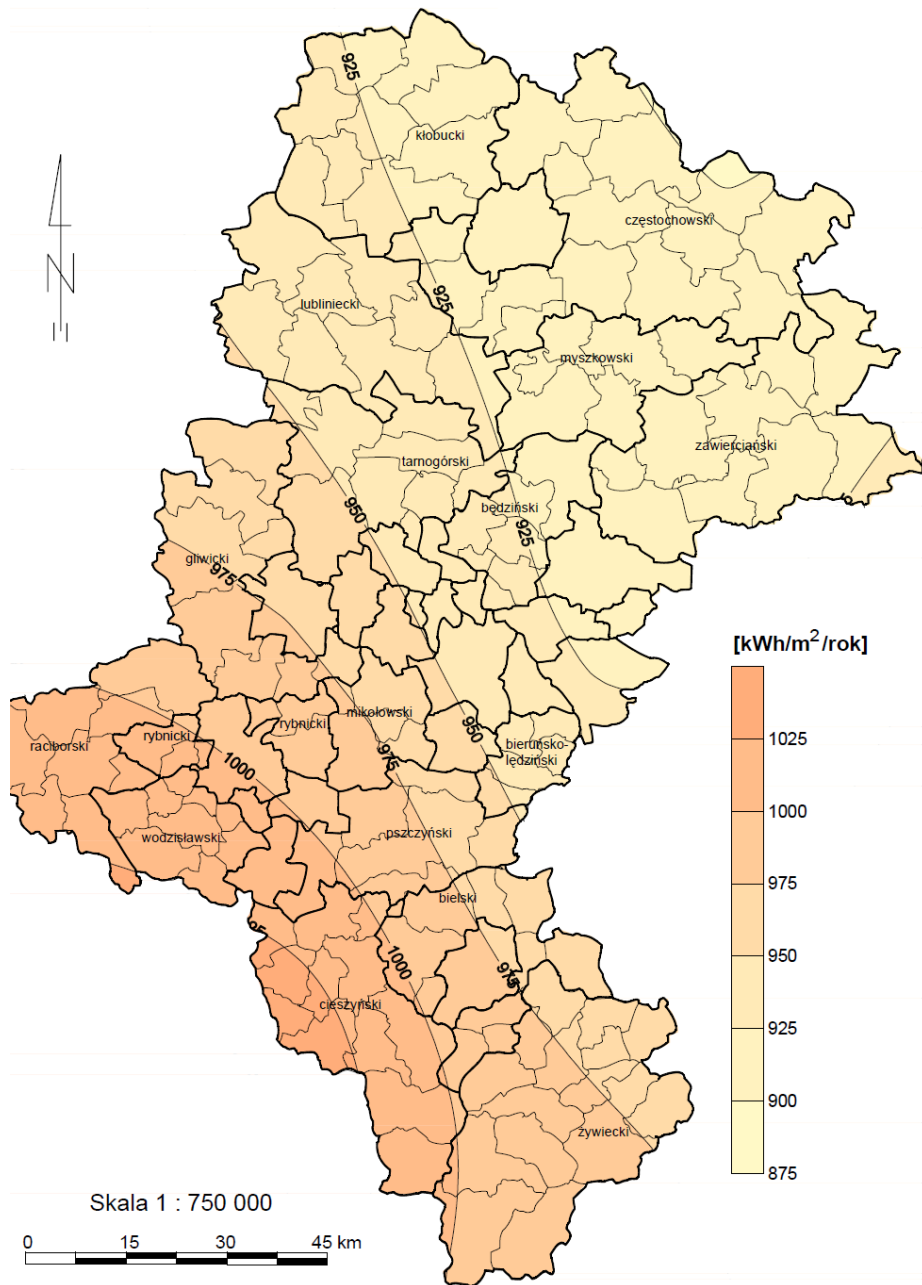 925
kłobucki
częstochowski
N
925
lubliniecki
myszkowski
zawierciański
tarnogórski
950
będziński
925
gliwicki
975
[kWh/m²/rok]
mikołowski
rybnicki
950
raciborski
rybnicki
1000
975
bieruńsko-
lędziński
1025
1000
975
950
925
900
875
pszczyński
wodzisławski
bielski
1000
975
cieszyński
żywiecki
Skala 1 : 750 000
0 15 30 45 km